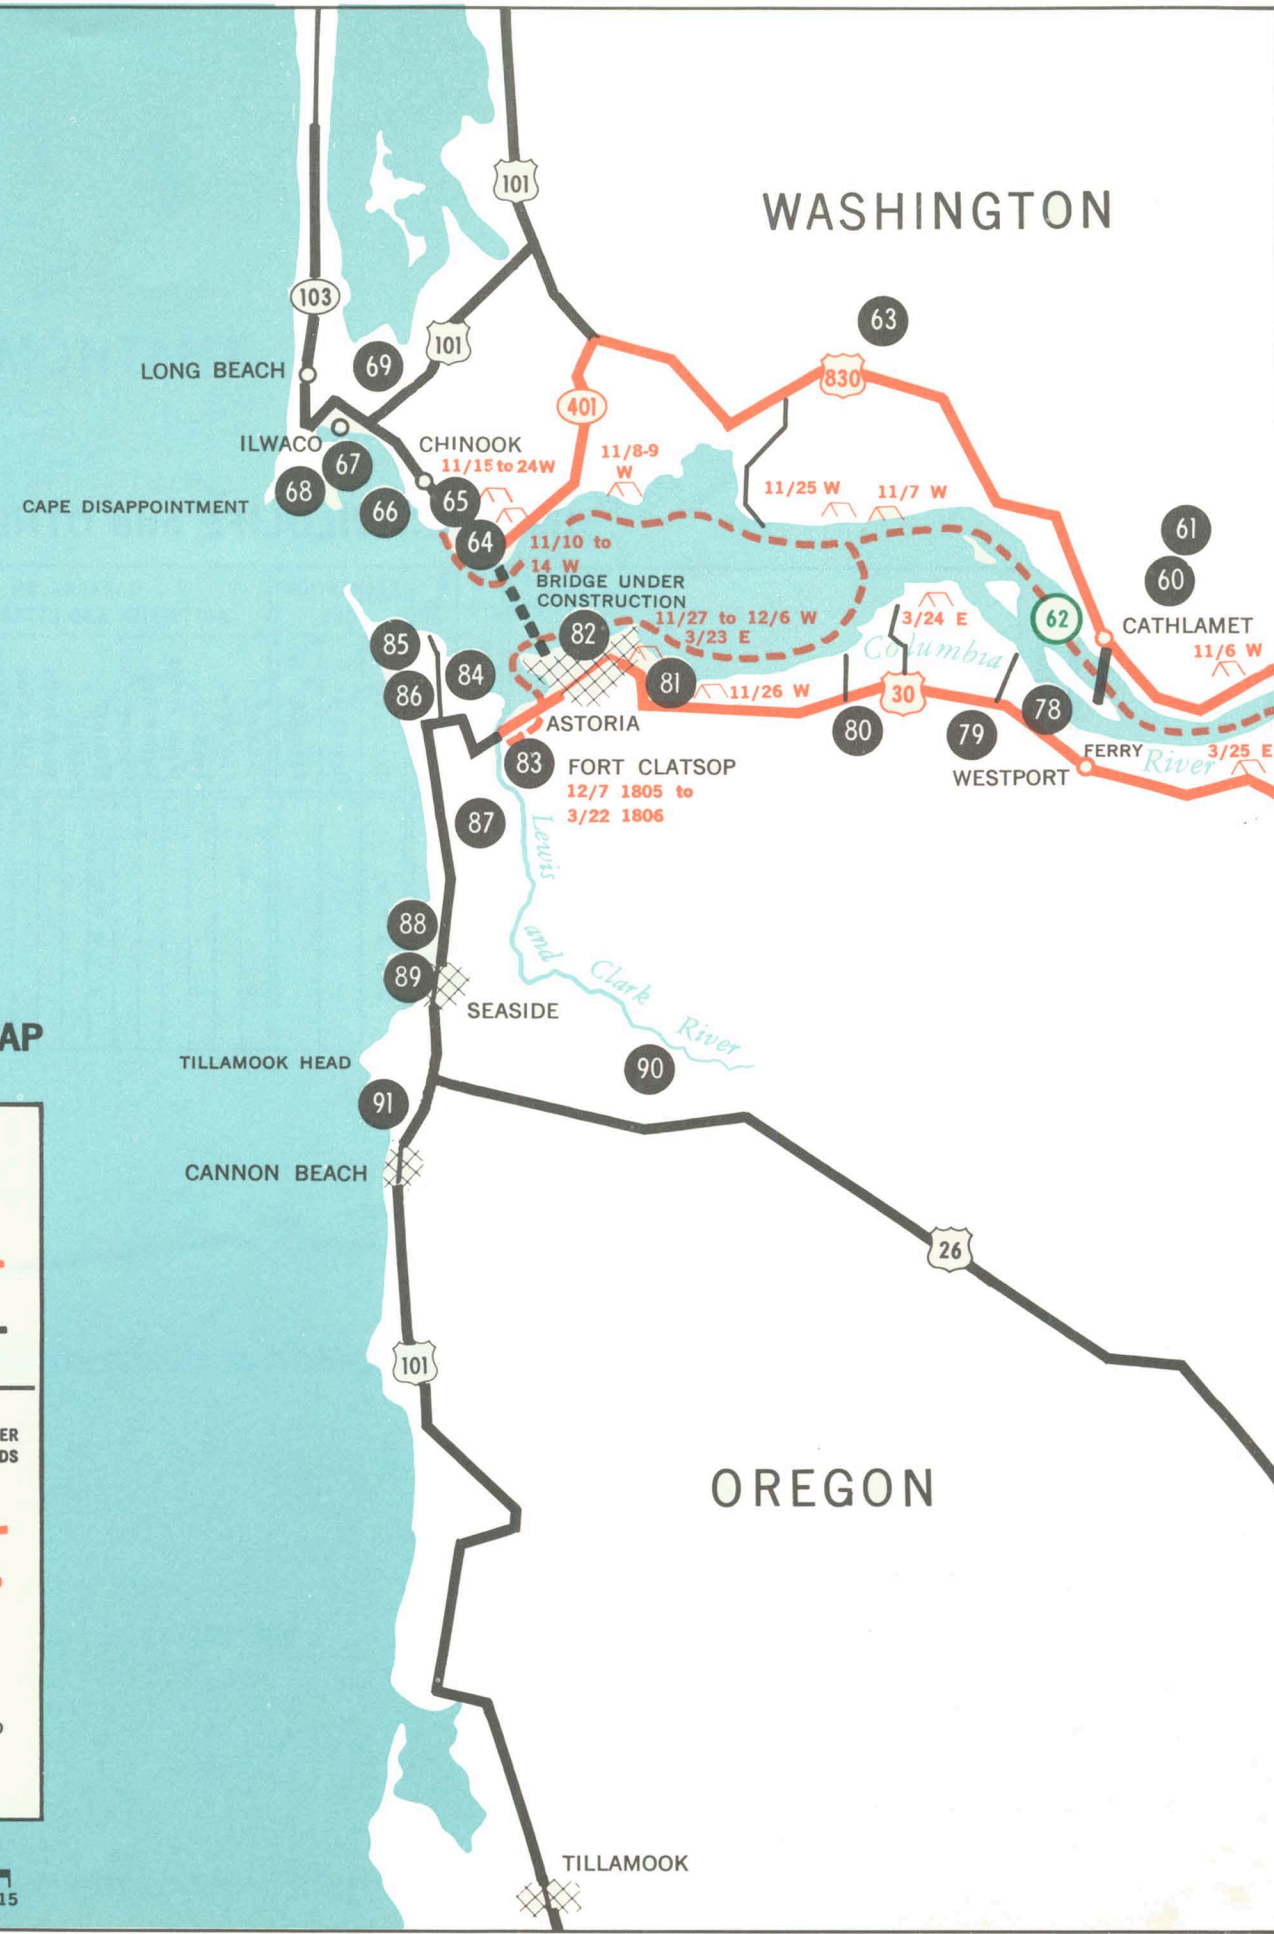 101
WASHINGTON
103
63
101
LONG BEACH
69
830
401
ILWACO
CHINOOK
11/8-9
W
67
11/15 to 24 W
68
65
11/25 W
11/7 W
CAPE DISAPPOINTMENT
66
61
64
11/10 to
14 W
60
BRIDGE UNDER
CONSTRUCTION
11/27 to 12/6 W
3/23 E
3/24 E
62
CATHLAMET
82
85
Columbia
11/6 W
84
81
11/26 W
30
86
78
ASTORIA
80
79
FERRY
River
3/25 E
83
FORT CLATSOP
WESTPORT
12/7 1805 to
3/22 1806
87
Lewis
and
Clark
River
88
89
SEASIDE
AP
TILLAMOOK HEAD
90
91
CANNON BEACH
26
101
ER
DS
OREGON
TILLAMOOK
15